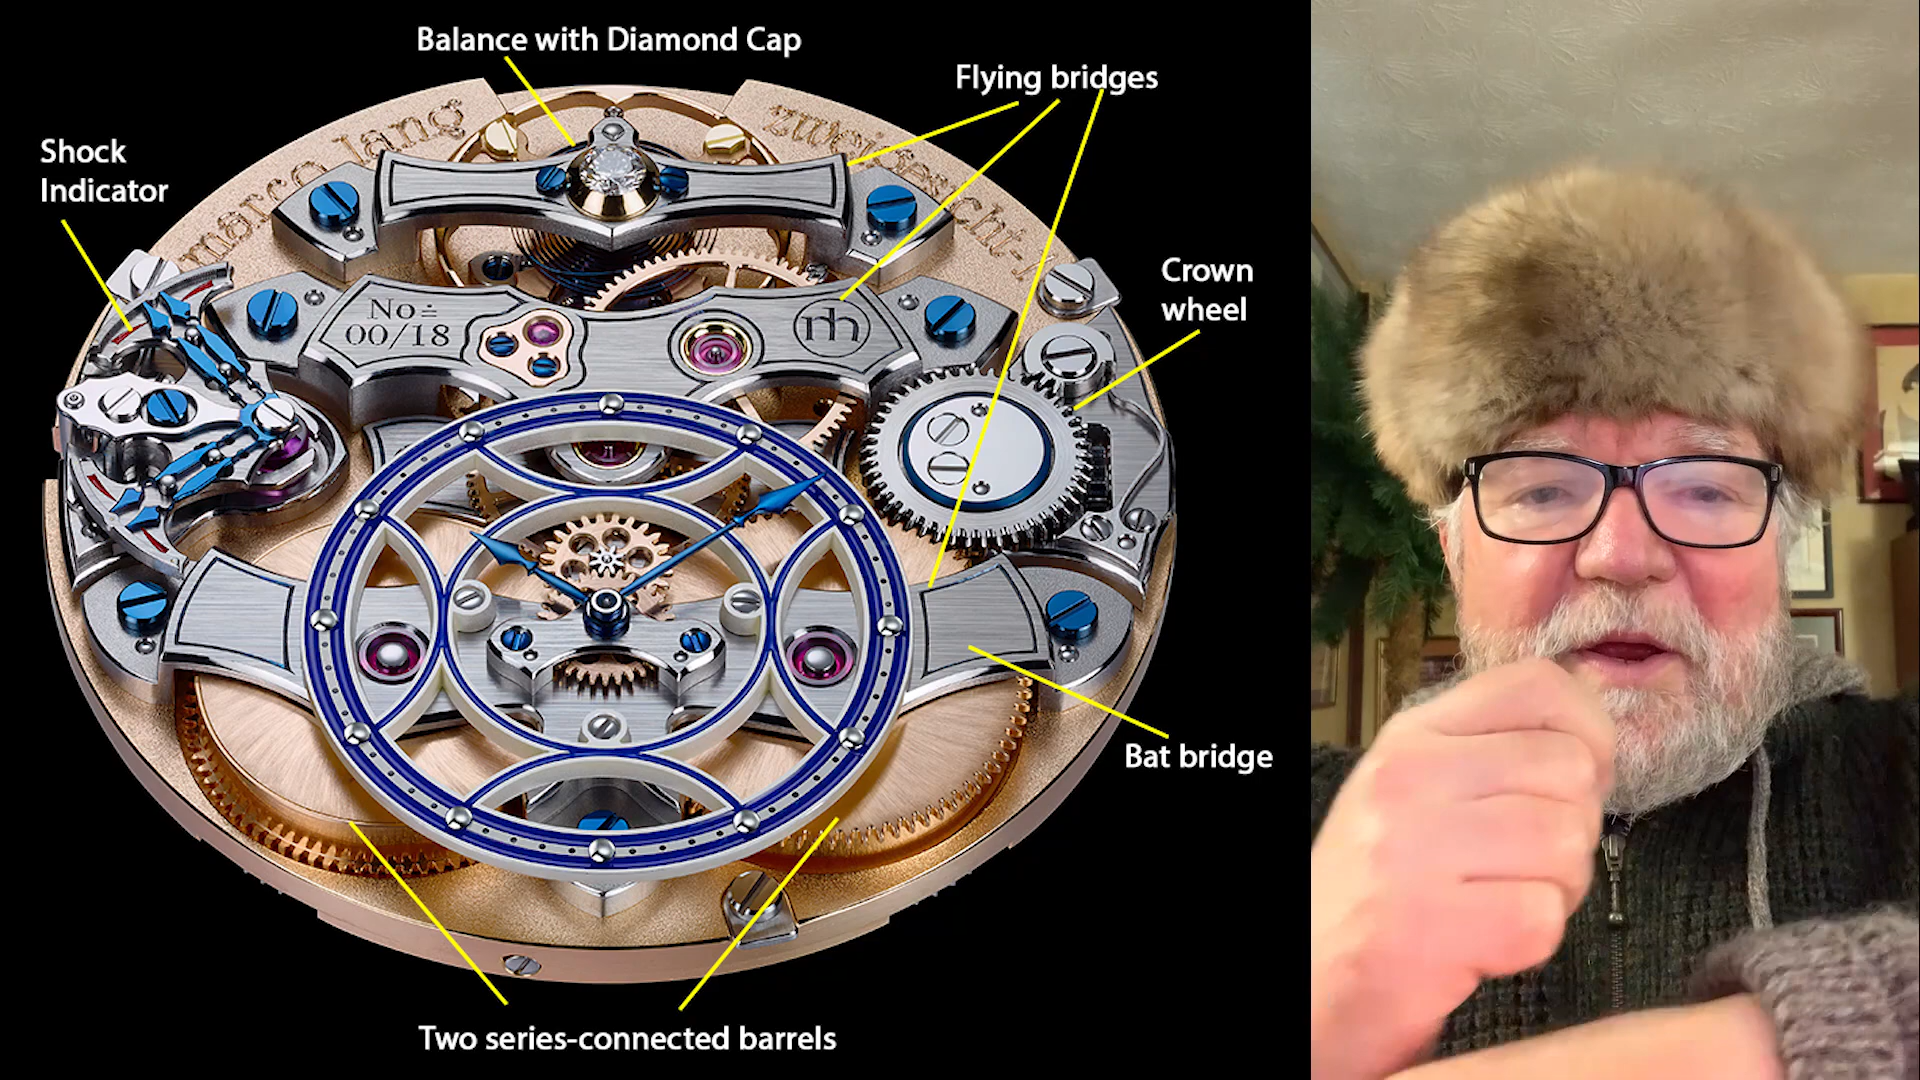 Balance with Diamond Cap
Flying bridges
Shock
Indicator
marco lang
No
00/18
Crown
wheel
Bat bridge
Two series-connected barrels